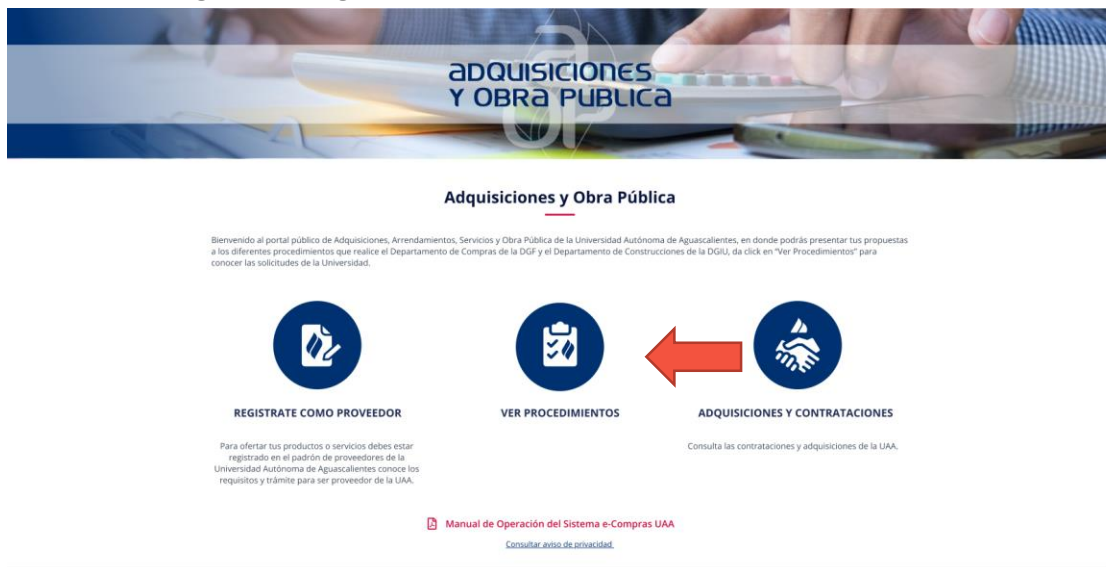 aDQUISICIONES
Y OBRa PUBLICa
Adquisiciones y Obra Pública
Bienvenido al portal público de Adquisiciones, Arrendamientos, Servicios y Obra Pública de la Universidad Autónoma de Aguascalientes, en donde podrás presentar tus propuestas
a los diferentes procedimientos que realice el Departamento de Compras de la DGF y el Departamento de Construcciones de la DGIU, da click en “Ver Procedimientos” para
conocer las solicitudes de la Universidad.
REGISTRATE COMO PROVEEDOR
Para ofertar tus productos o servicios debes estar
registrado en el padrón de proveedores de la
Universidad Autónoma de Aguascalientes conoce los
requisitos y trámite para ser proveedor de la UAA.
VER PROCEDIMIENTOS
ADQUISICIONES Y CONTRATACIONES
Consulta las contrataciones y adquisiciones de la UAA.
Manual de Operación del Sistema e-Compras UAA
Consultar aviso de privacidad.